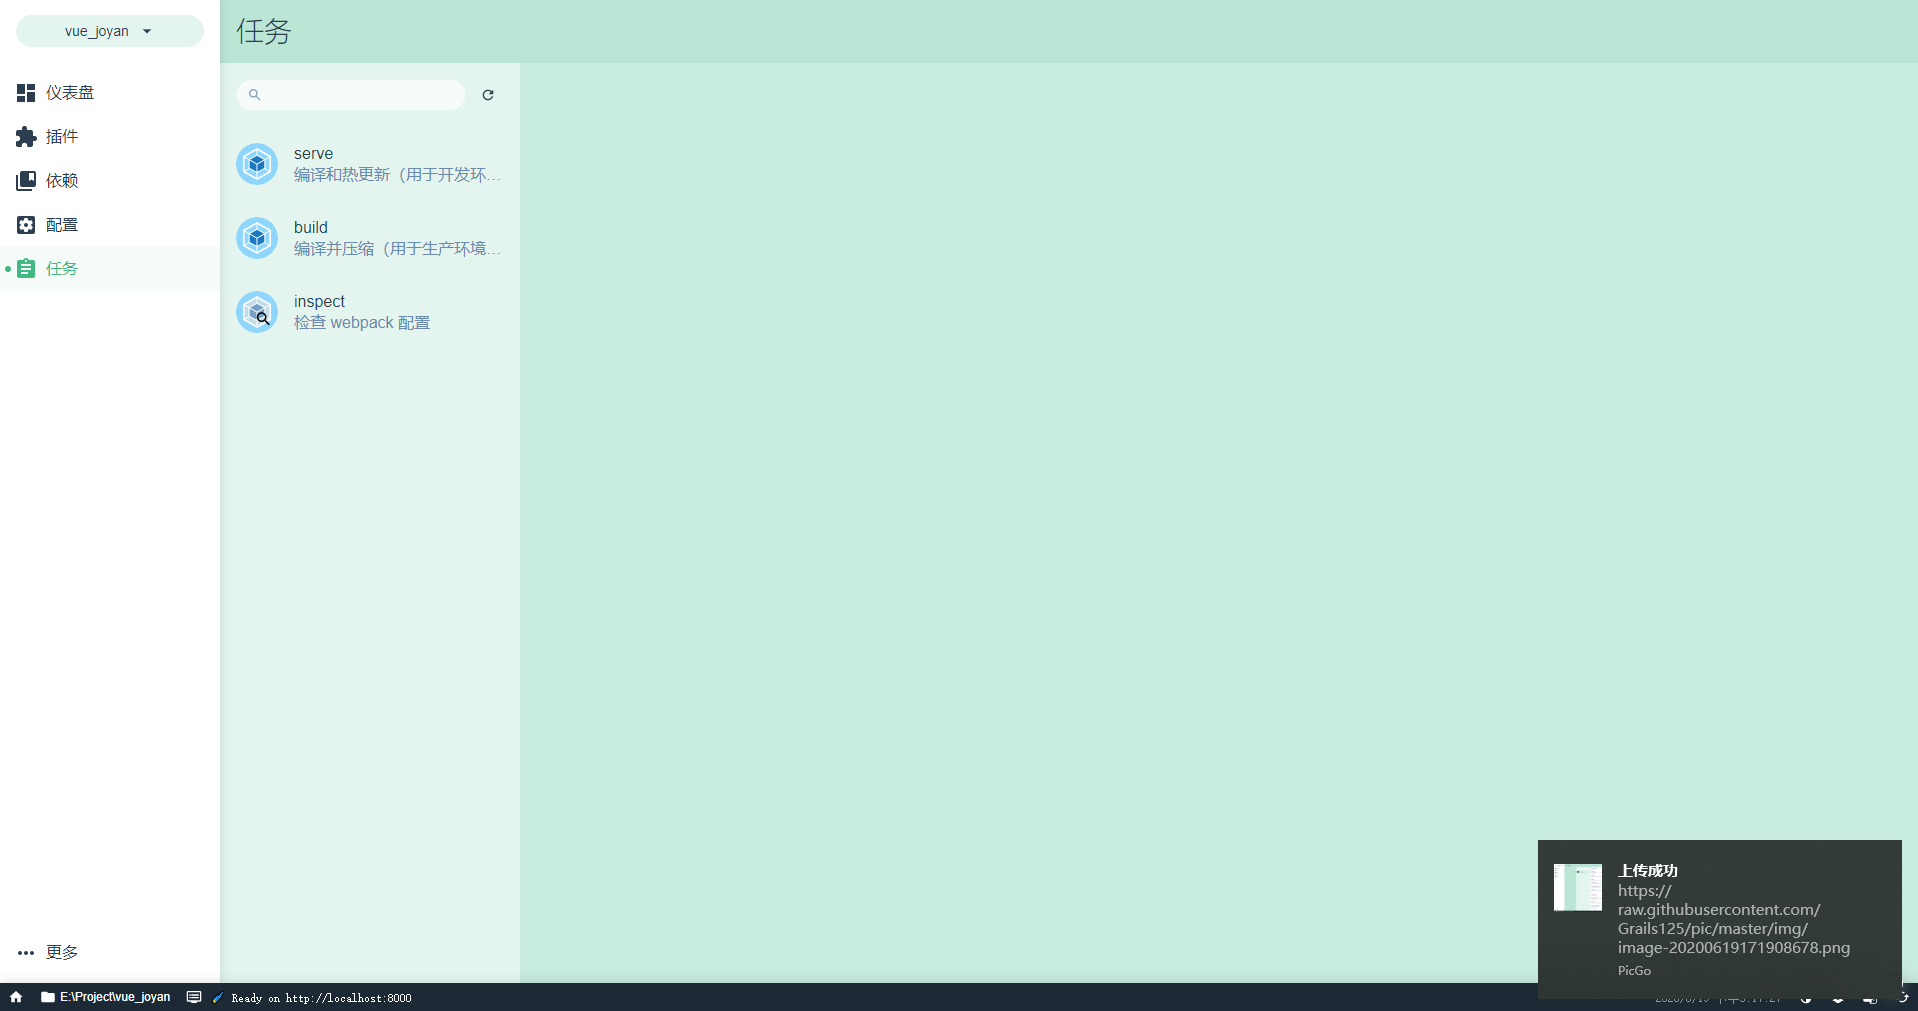 vue_joyan
任务
仪表盘
插件
依赖
配置
任务
serve
编译和热更新（用于开发环...
build
编译并压缩（用于生产环境...
inspect
检查 webpack 配置
更多
上传成功
https://
raw.githubusercontent.com/
Grails125/pic/master/img/
image-20200619171908678.png
PicGo
E:\Project\vue_joyan
Ready on http://localhost:8000